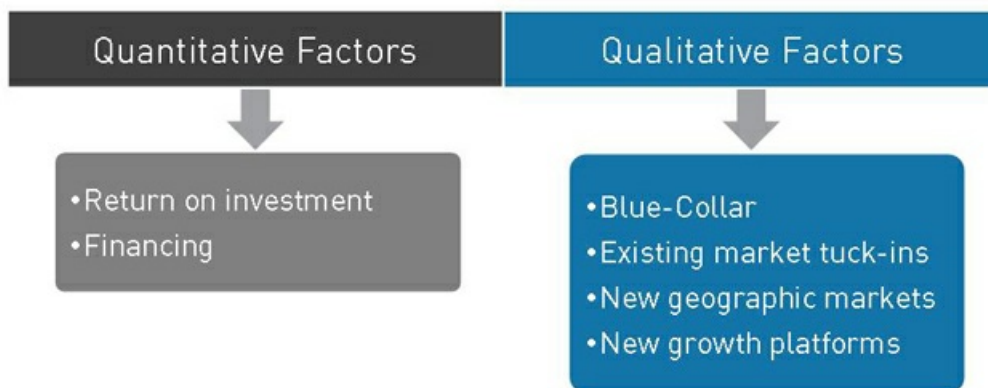 Quantitative Factors
Qualitative Factors
•Return on investment
•Financing
•Blue-Collar
•Existing market tuck-ins
•New geographic markets
•New growth platforms